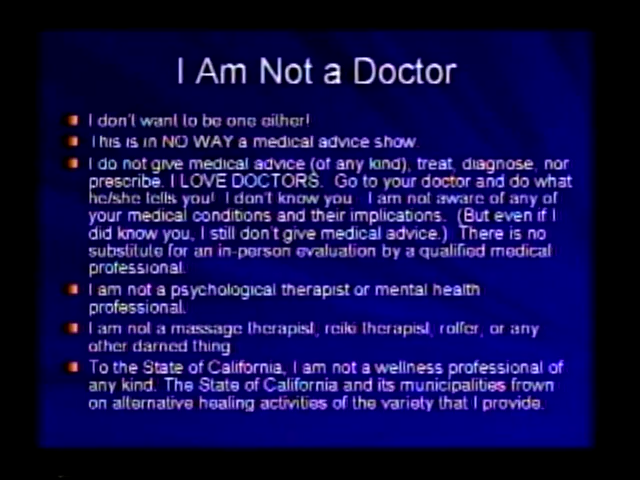 I Am Not a Doctor
I don't want to be one either!
This is in NO WAY a medical advice show.
I do not give medical advice (of any kind), treat, diagnose, nor
prescribe. I LOVE DOCTORS. Go to your doctor and do what
he/she tells you! I don't know you. I am not aware of any of
your medical conditions and their implications. (But even if I
did know you, I still don't give medical advice.) There is no
substitute for an in-person evaluation by a qualified medical
professional.
I am not a psychological therapist or mental health
professional.
I am not a massage therapist, reiki therapist, rolfer, or any
other darned thing
To the State of California, I am not a wellness professional of
any kind. The State of California and its municipalities frown
on alternative healing activities of the variety that I provide.